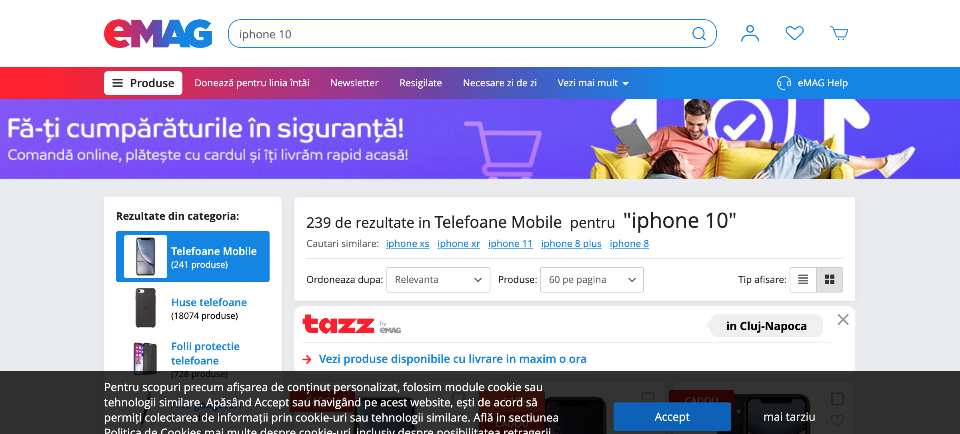 eMAG
iphone 10
Produse
Donează pentru linia întâi
Newsletter
Resigilate
Necesare zi de zi
Vezi mai mult
eMAG Help
Fă-ți cumpărăturile în siguranță!
Comandă online, plătește cu cardul și îți livrăm rapid acasă!
Rezultate din categoria:
Telefoane Mobile
(241 produse)
Huse telefoane
(18074 produse)
Folii protectie
telefoane
(728 produse)
239 de rezultate in Telefoane Mobile pentru "iphone 10"
Cautari similare: iphone xs iphone xr iphone 11 iphone 8 plus iphone 8
Ordoneaza dupa: Relevanta
Produse: 60 pe pagina
Tip afisare:
tazz by eMAG
in Cluj-Napoca
Vezi produse disponibile cu livrare in maxim o ora
CADOU
CADOU
Pentru scopuri precum afișarea de conținut personalizat, folosim module cookie sau
tehnologii similare. Apăsând Accept sau navigând pe acest website, ești de acord să
permiți colectarea de informații prin cookie-uri sau tehnologii similare. Află in sectiunea
Politica de Cookies mai multe despre cookie-uri, inclusiv despre posibilitatea retragerii
Accept
mai tarziu